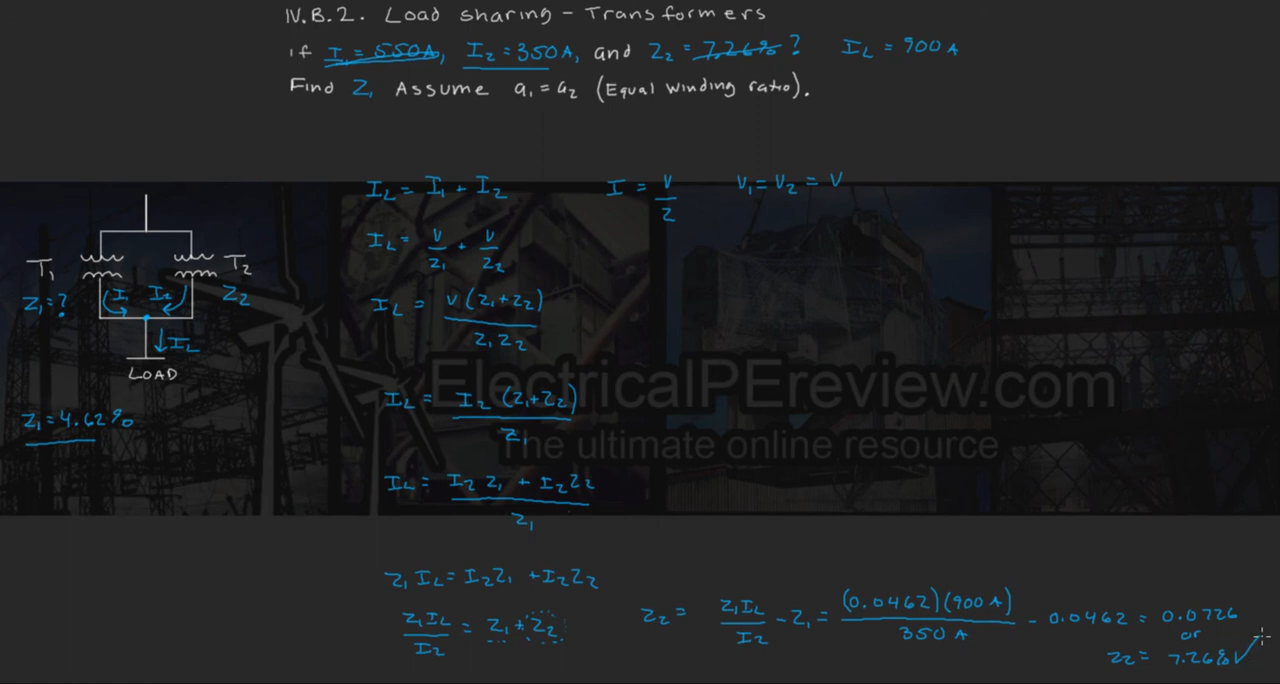 IV.B.2. Load sharing – Transformers
if I₁ = 550A, I₂ = 350A, and Z₂ = 7.26% ? I_L = 900A
Find Z₁ Assume a₁ = a₂ (Equal winding ratio).
I_L = I₁ + I₂
I = V/Z
V₁ = V₂ = V
I_L = V/Z₁ + V/Z₂
T₁
T₂
Z₁ = ?
I₁
I₂
Z₂
I_L = V(Z₁+Z₂)/Z₁Z₂
I_L
LOAD
ElectricalPEreview.com
The ultimate online resource
I_L = I₂(Z₁+Z₂)/Z₁
Z₁ = 4.62%
I_L = I₂Z₁ + I₂Z₂/Z₁
Z₁I_L = I₂Z₁ + I₂Z₂
Z₁I_L/I₂ = Z₁ + Z₂
Z₂ = Z₁I_L/I₂ - Z₁ = (0.0462)(900A)/350A - 0.0462 = 0.0726
or
Z₂ = 7.26% ✓